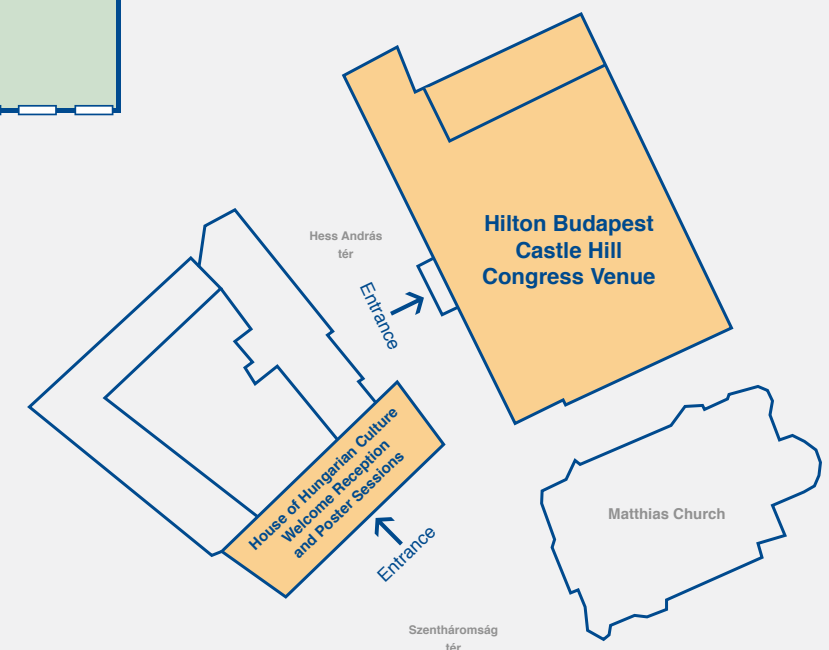 Hilton Budapest
Castle Hill
Congress Venue
Hess András
tér
Entrance
House of Hungarian Culture
Welcome Reception
and Poster Sessions
Entrance
Matthias Church
Szentháromság
tér